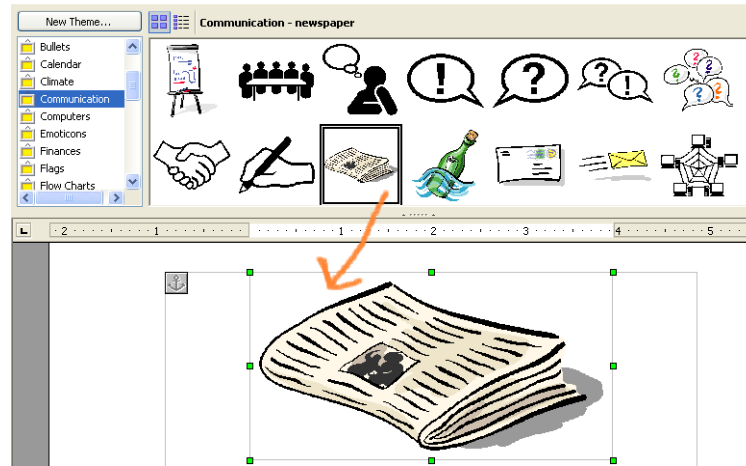 New Theme...
Communication - newspaper
Bullets
Calendar
Climate
Communication
Computers
Emoticons
Finances
Flags
Flow Charts
! ? ? !
· 2 · · · 1 · · · 1 · · · 2 · · · 3 · · · 4 · · · 5